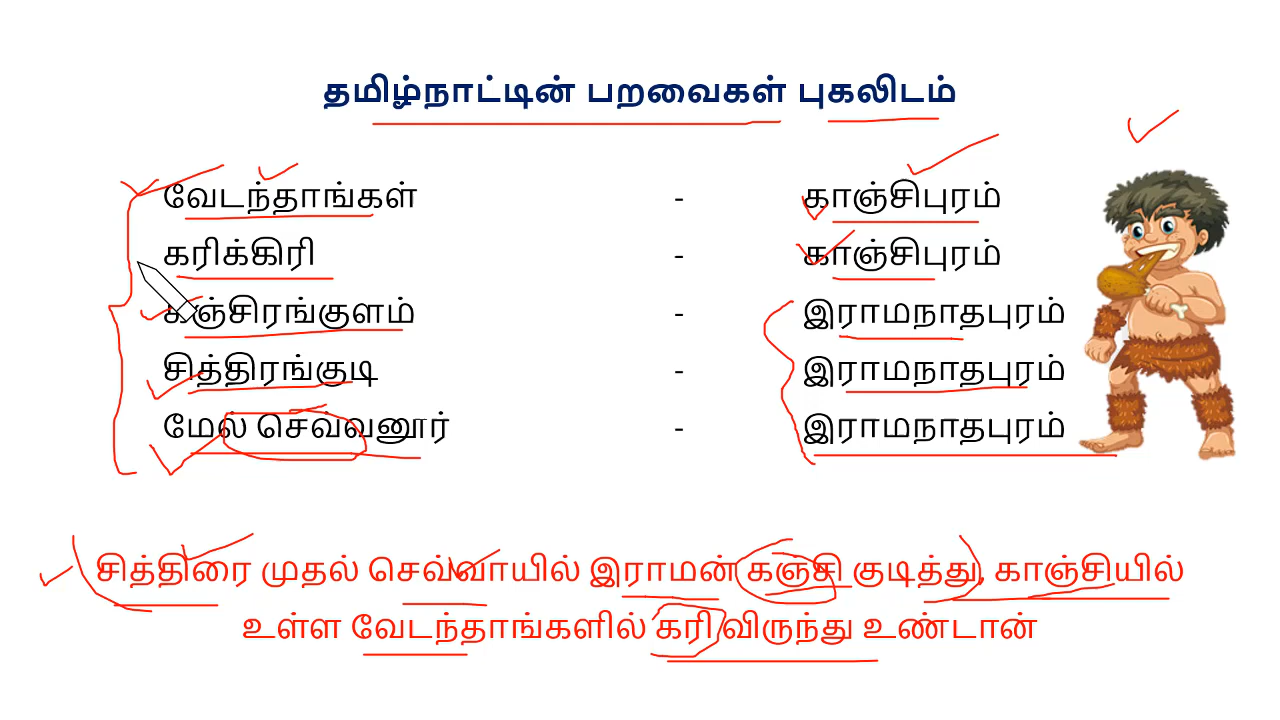 தமிழ்நாட்டின் பறவைகள் புகலிடம்
வேடந்தாங்கள் - காஞ்சிபுரம்
கரிக்கிரி - காஞ்சிபுரம்
கஞ்சிரங்குளம் - இராமநாதபுரம்
சித்திரங்குடி - இராமநாதபுரம்
மேல் செவ்வனூர் - இராமநாதபுரம்
சித்திரை முதல் செவ்வாயில் இராமன் கஞ்சி குடித்து, காஞ்சியில்
உள்ள வேடந்தாங்களில் கரி விருந்து உண்டான்